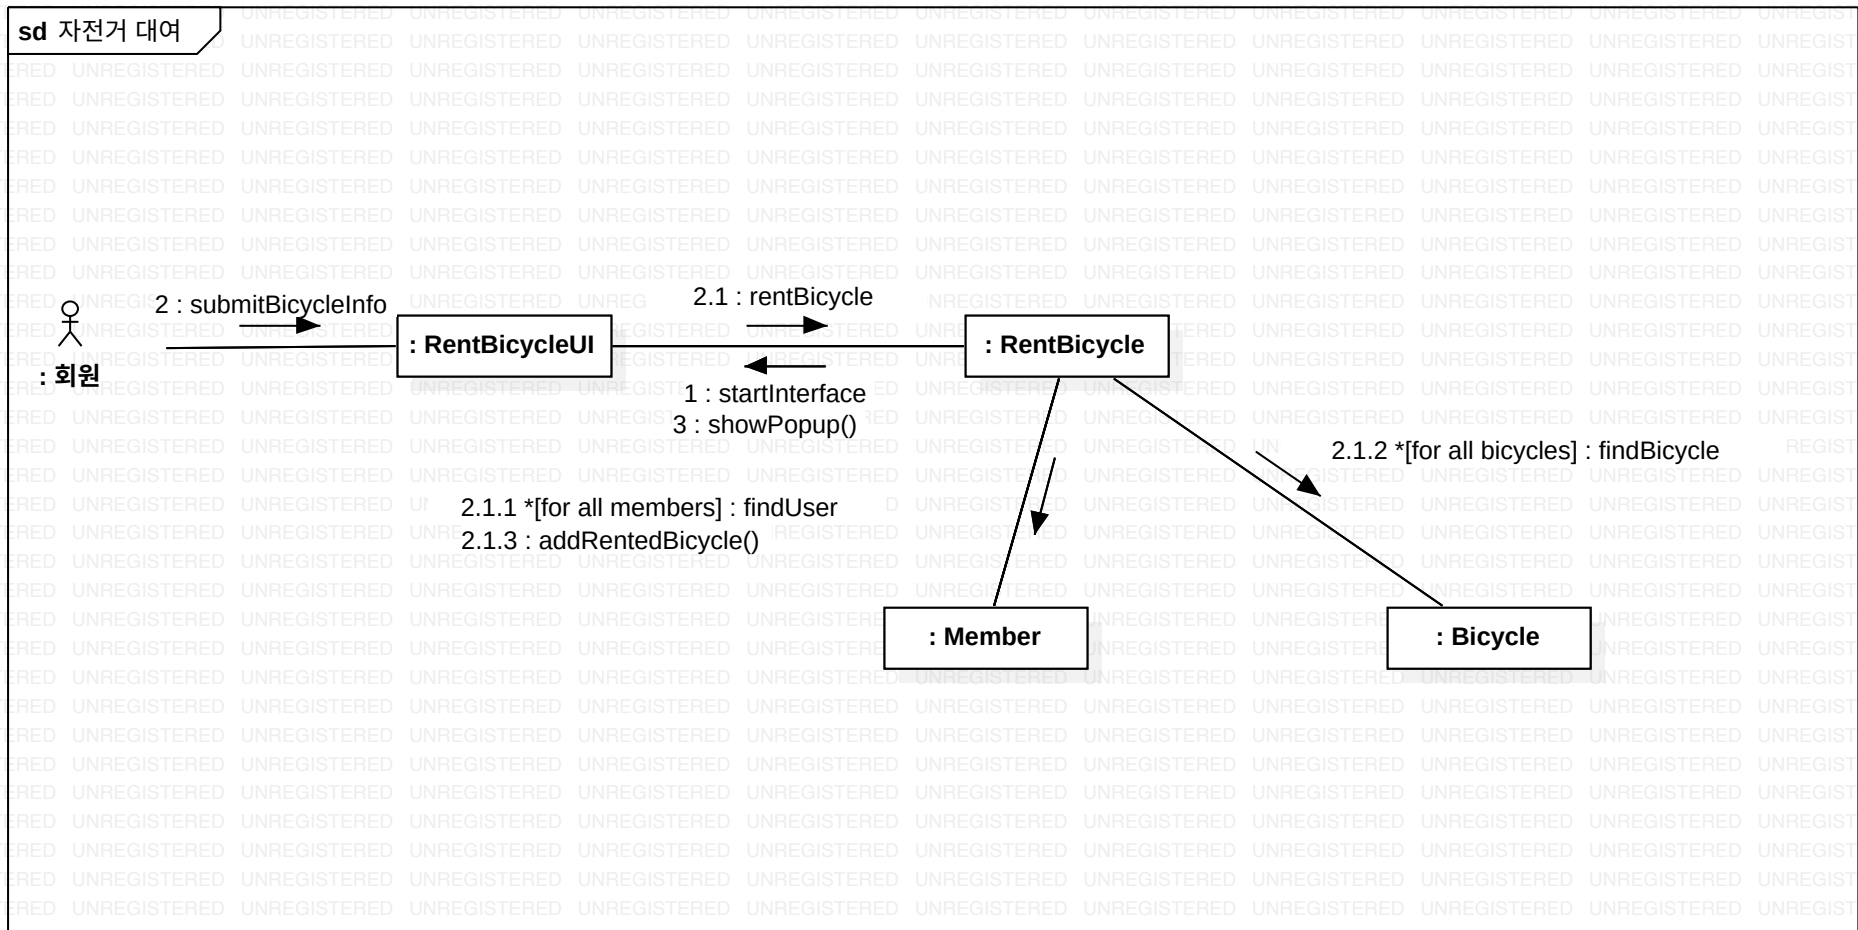 sd 자전거 대여
2 : submitBicycleInfo
2.1 : rentBicycle
: 회원
: RentBicycleUI
: RentBicycle
1 : startInterface
3 : showPopup()
2.1.2 *[for all bicycles] : findBicycle
2.1.1 *[for all members] : findUser
2.1.3 : addRentedBicycle()
: Member
: Bicycle
UNREGISTERED